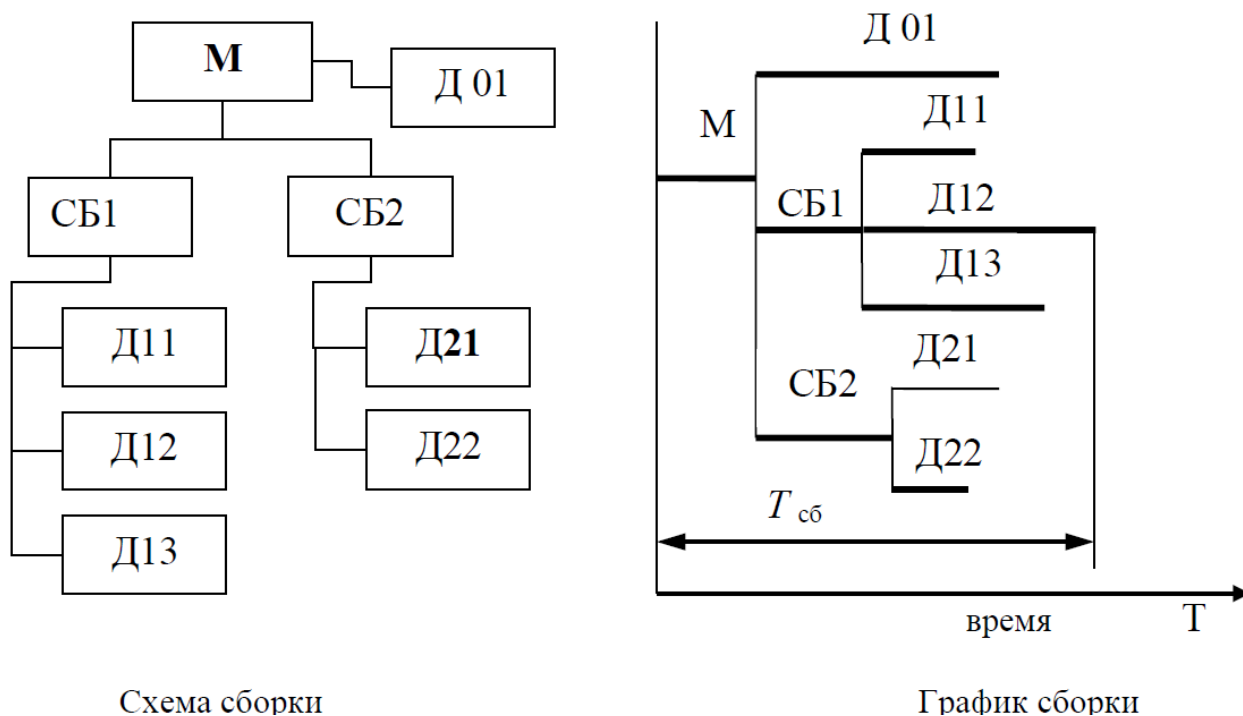 М
Д 01
СБ1
СБ2
Д11
Д21
Д12
Д22
Д13
Схема сборки
Д 01
М
Д11
СБ1
Д12
Д13
Д21
СБ2
Д22
T сб
время
Т
График сборки